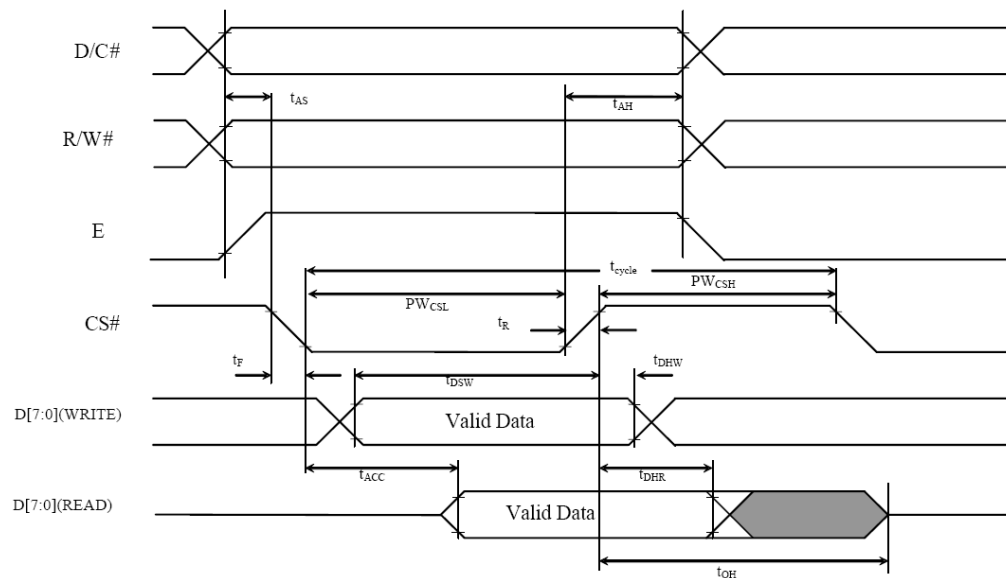 D/C#
tAS
tAH
R/W#
E
tcycle
PWCSL
PWCSH
CS#
tR
tF
tDSW
tDHW
D[7:0](WRITE)
Valid Data
tACC
tDHR
D[7:0](READ)
Valid Data
tOH